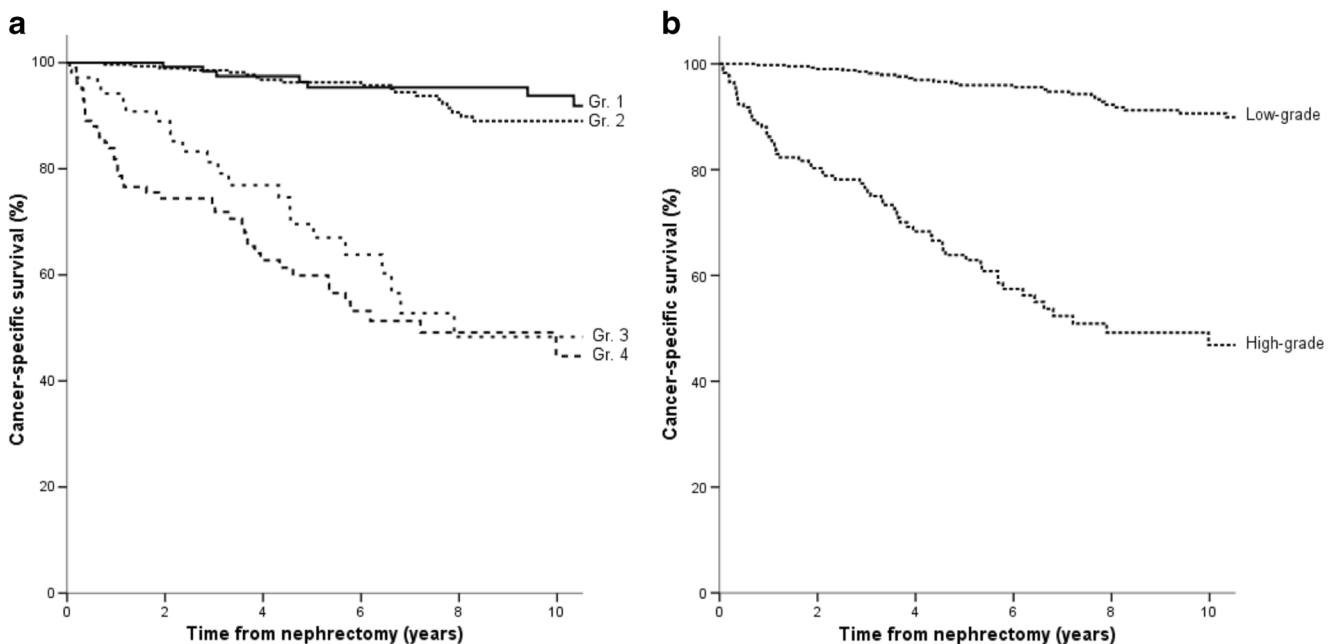 a
100
80
60
40
20
0
Cancer-specific survival (%)
0 2 4 6 8 10
Time from nephrectomy (years)
Gr. 1
Gr. 2
Gr. 3
Gr. 4
b
100
80
60
40
20
0
Cancer-specific survival (%)
0 2 4 6 8 10
Time from nephrectomy (years)
Low-grade
High-grade